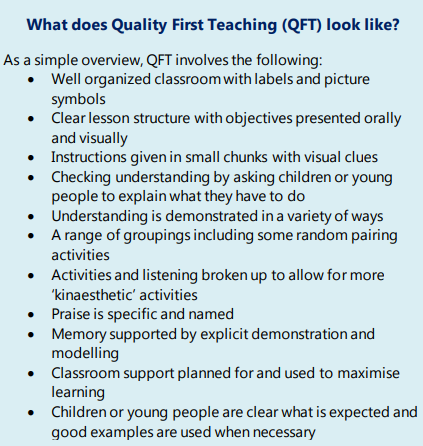 What does Quality First Teaching (QFT) look like?
As a simple overview, QFT involves the following:
• Well organized classroom with labels and picture
symbols
• Clear lesson structure with objectives presented orally
and visually
• Instructions given in small chunks with visual clues
• Checking understanding by asking children or young
people to explain what they have to do
• Understanding is demonstrated in a variety of ways
• A range of groupings including some random pairing
activities
• Activities and listening broken up to allow for more
‘kinaesthetic’ activities
• Praise is specific and named
• Memory supported by explicit demonstration and
modelling
• Classroom support planned for and used to maximise
learning
• Children or young people are clear what is expected and
good examples are used when necessary